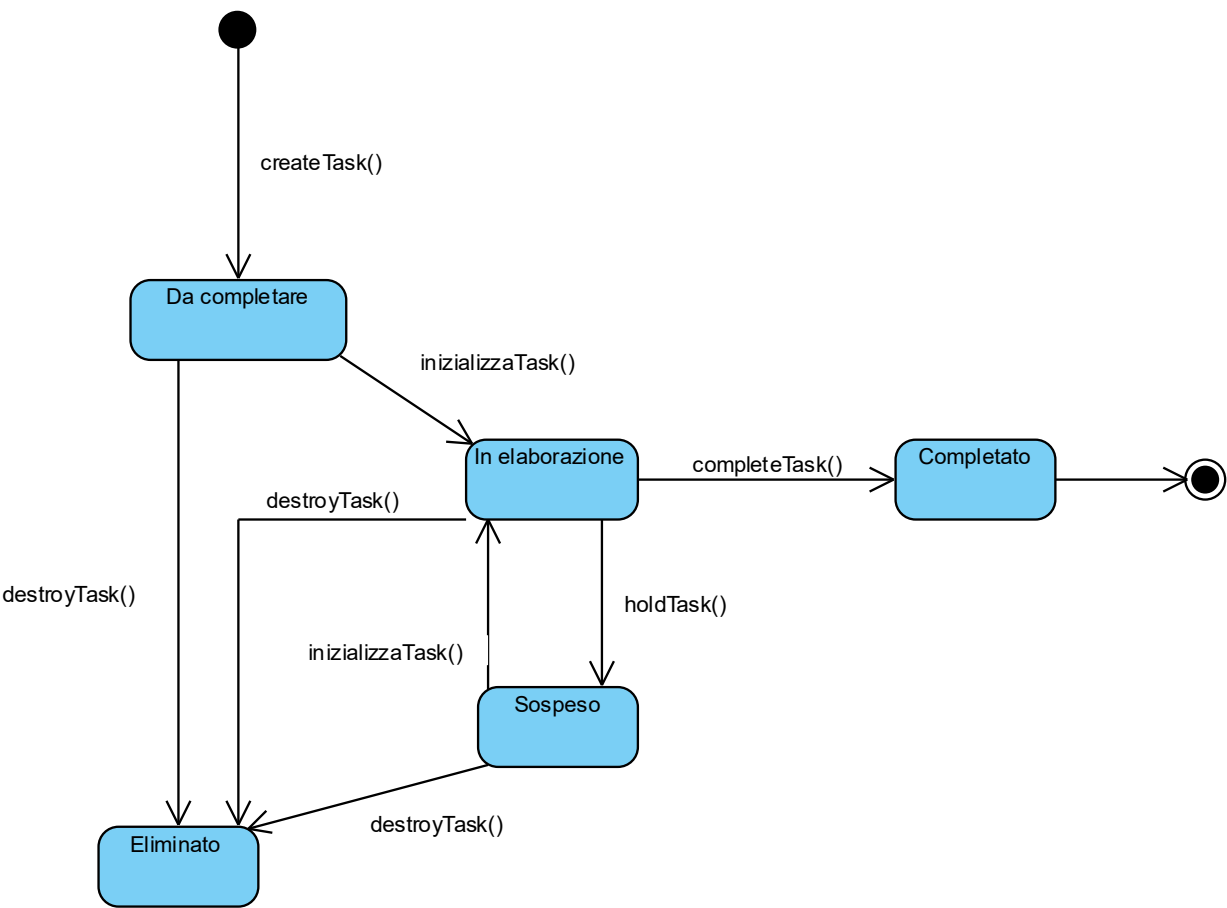 createTask()
Da completare
inizializzaTask()
In elaborazione
completeTask()
Completato
destroyTask()
destroyTask()
holdTask()
inizializzaTask()
Sospeso
destroyTask()
Eliminato